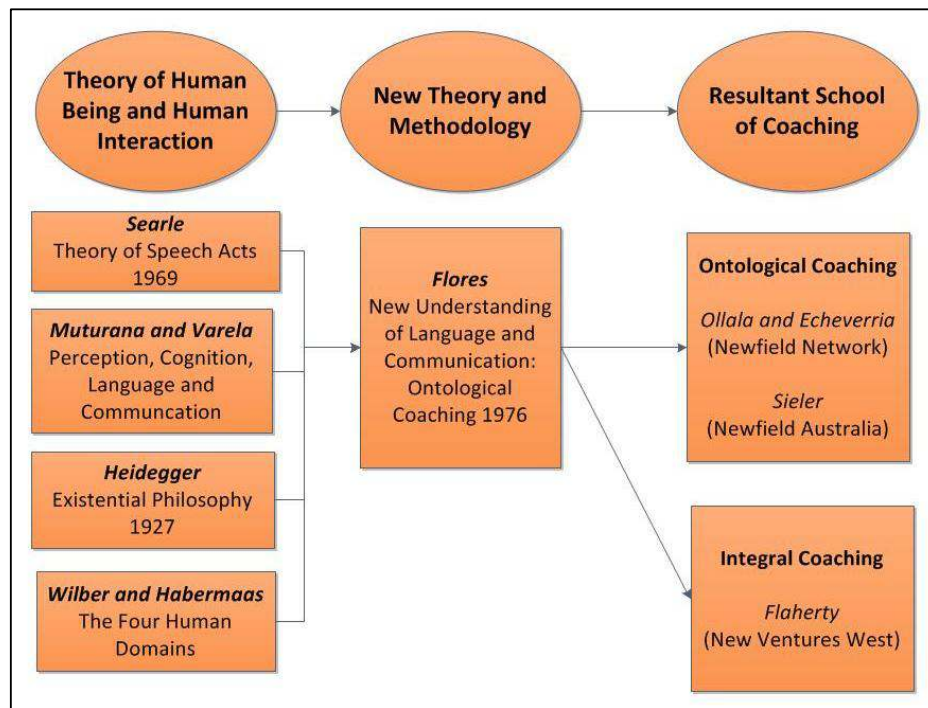 Theory of Human
Being and Human
Interaction
New Theory and
Methodology
Resultant School
of Coaching
Searle
Theory of Speech Acts
1969
Muturana and Varela
Perception, Cognition,
Language and
Communcation
Heidegger
Existential Philosophy
1927
Wilber and Habermaas
The Four Human
Domains
Flores
New Understanding
of Language and
Communication:
Ontological
Coaching 1976
Ontological Coaching
Ollala and Echeverria
(Newfield Network)
Sieler
(Newfield Australia)
Integral Coaching
Flaherty
(New Ventures West)